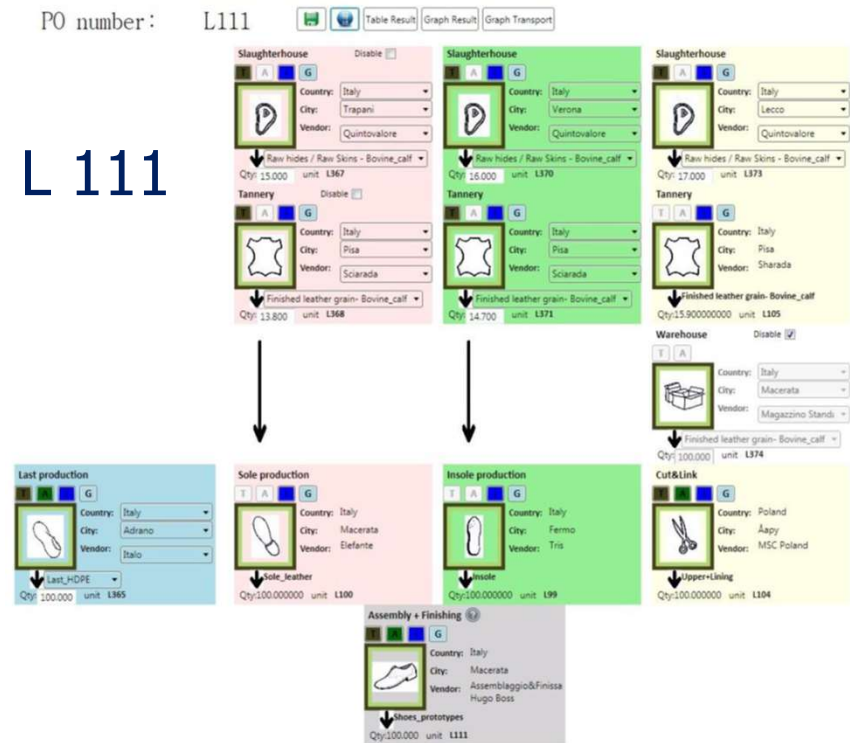 PO number: L111 Table Result Graph Result Graph Transport
L 111
Slaughterhouse Disable
T A G
Country: Italy
City: Trapani
Vendor: Quintovalore
Raw hides / Raw Skins - Bovine_calf
Qty: 15.000 unit L367
Tannery Disable
T A G
Country: Italy
City: Pisa
Vendor: Sciarada
Finished leather grain- Bovine_calf
Qty: 13.800 unit L368
Slaughterhouse
T A G
Country: Italy
City: Verona
Vendor: Quintovalore
Raw hides / Raw Skins - Bovine_calf
Qty: 16.000 unit L370
Tannery
T A G
Country: Italy
City: Pisa
Vendor: Sciarada
Finished leather grain- Bovine_calf
Qty: 14.700 unit L371
Slaughterhouse
T A G
Country: Italy
City: Lecco
Vendor: Quintovalore
Raw hides / Raw Skins - Bovine_calf
Qty: 17.000 unit L373
Tannery
T A G
Country: Italy
City: Pisa
Vendor: Sharada
Finished leather grain- Bovine_calf
Qty:15.900000000 unit L105
Warehouse Disable
T A
Country: Italy
City: Macerata
Vendor: Magazzino Standi
Finished leather grain- Bovine_calf
Qty: 100.000 unit L374
Last production
T A G
Country: Italy
City: Adrano
Vendor: Italo
Last_HDPE
Qty: 100.000 unit L365
Sole production
T A G
Country: Italy
City: Macerata
Vendor: Elefante
Sole_leather
Qty:100.000000 unit L100
Insole production
T A G
Country: Italy
City: Fermo
Vendor: Tris
Insole
Qty:100.000000 unit L99
Cut&Link
T A G
Country: Poland
City: Åapy
Vendor: MSC Poland
Upper+Lining
Qty:100.000000 unit L104
Assembly + Finishing
T A G
Country: Italy
City: Macerata
Vendor: Assemblaggio&Finissa
Hugo Boss
Shoes_prototypes
Qty:100.000 unit L111